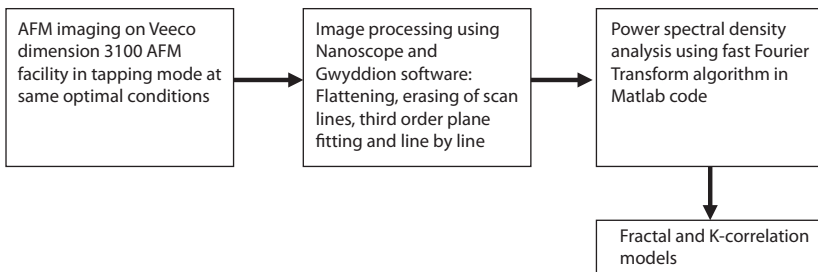 AFM imaging on Veeco
dimension 3100 AFM
facility in tapping mode at
same optimal conditions
Image processing using
Nanoscope and
Gwyddion software:
Flattening, erasing of scan
lines, third order plane
fitting and line by line
Power spectral density
analysis using fast Fourier
Transform algorithm in
Matlab code
Fractal and K-correlation
models